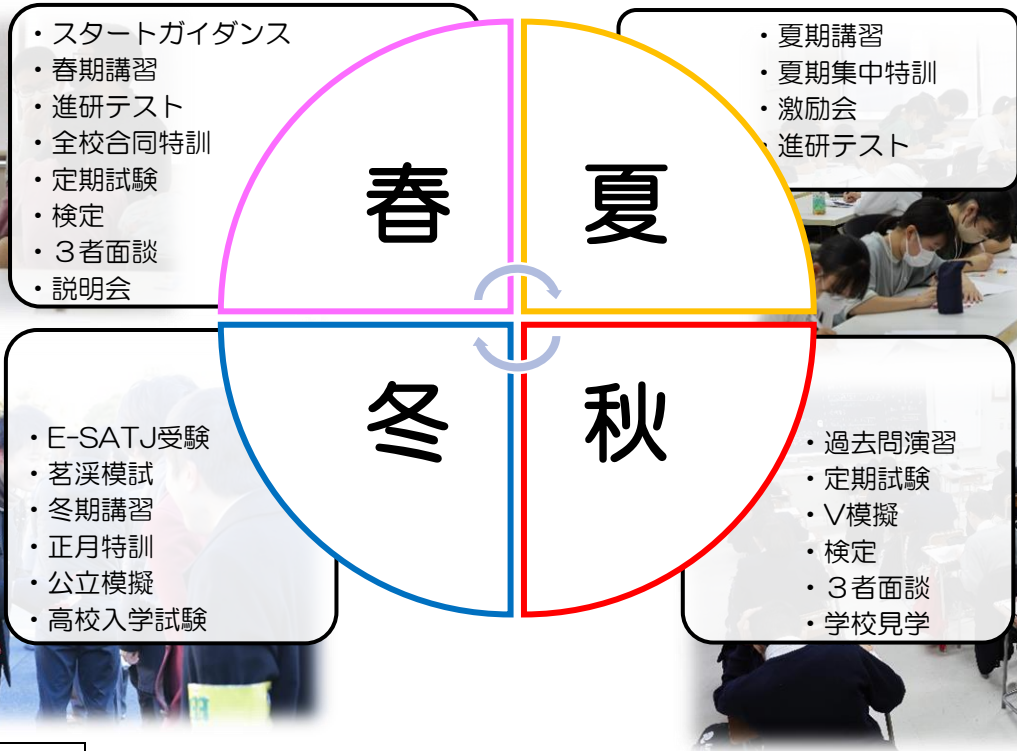 ・スタートガイダンス
・春期講習
・進研テスト
・全校合同特訓
・定期試験
・検定
・３者面談
・説明会
春
・夏期講習
・夏期集中特訓
・激励会
・進研テスト
夏
・E-SATJ受験
・茗渓模試
・冬期講習
・正月特訓
・公立模擬
・高校入学試験
冬
秋
・過去問演習
・定期試験
・V模擬
・検定
・３者面談
・学校見学